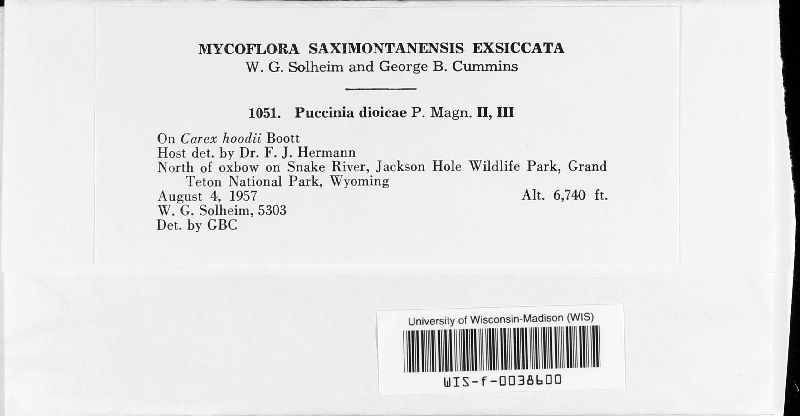 MYCOFLORA SAXIMONTANENSIS EXSICCATA
W. G. Solheim and George B. Cummins
1051. Puccinia dioicae P. Magn. II, III
On Carex hoodii Boott
Host det. by Dr. F. J. Hermann
North of oxbow on Snake River, Jackson Hole Wildlife Park, Grand
Teton National Park, Wyoming
August 4, 1957 Alt. 6,740 ft.
W. G. Solheim, 5303
Det. by GBC
University of Wisconsin-Madison (WIS)
WIS-f-0038600